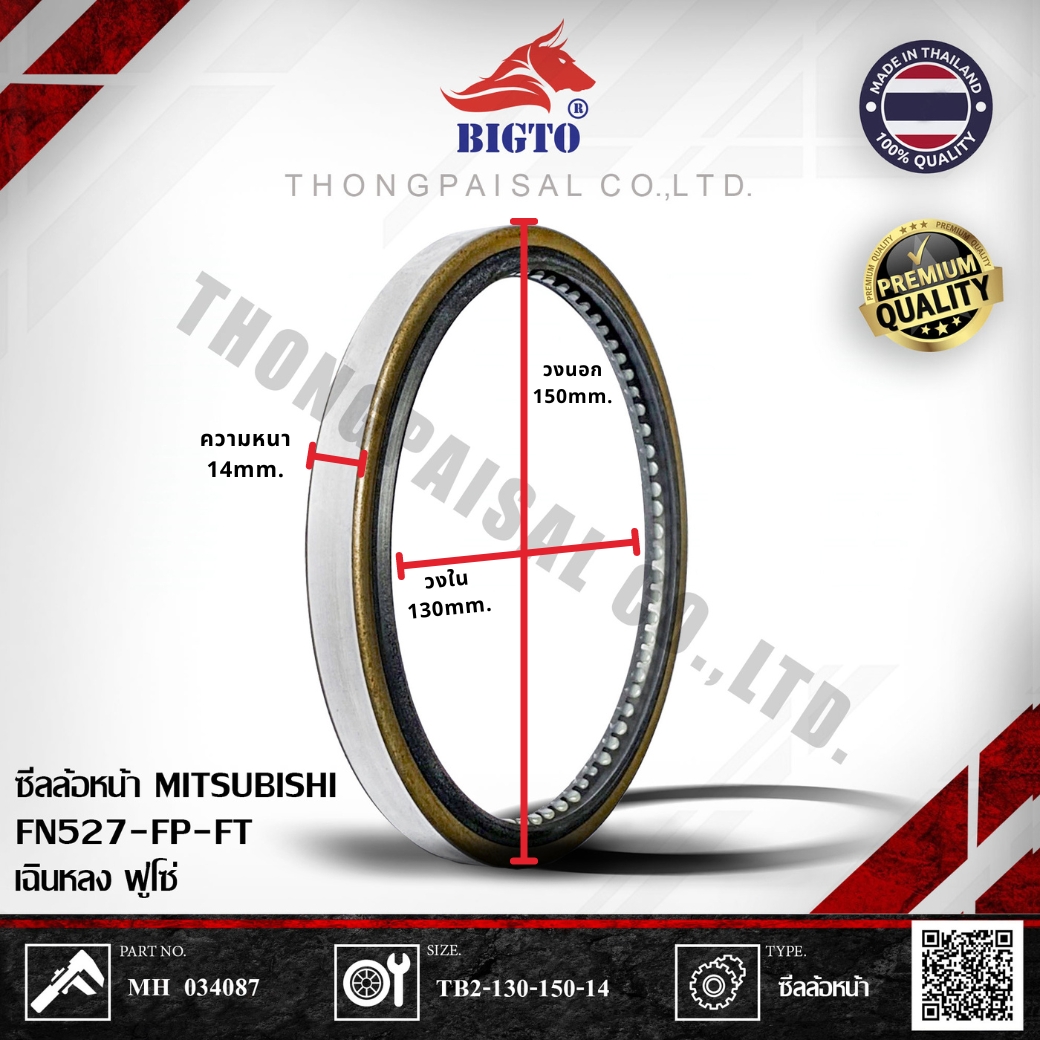 BIGTO
®
THONGPAISAL CO.,LTD.
MADE IN THAILAND
100% QUALITY
PREMIUM QUALITY
PREMIUM QUALITY
PREMIUM
QUALITY
THONGPAISAL CO.,LTD.
วงนอก
150mm.
ความหนา
14mm.
วงใน
130mm.
ซีลล้อหน้า MITSUBISHI
FN527-FP-FT
เฉินหลง ฟูโซ่
PART NO.
MH 034087
SIZE.
TB2-130-150-14
TYPE.
ซีลล้อหน้า